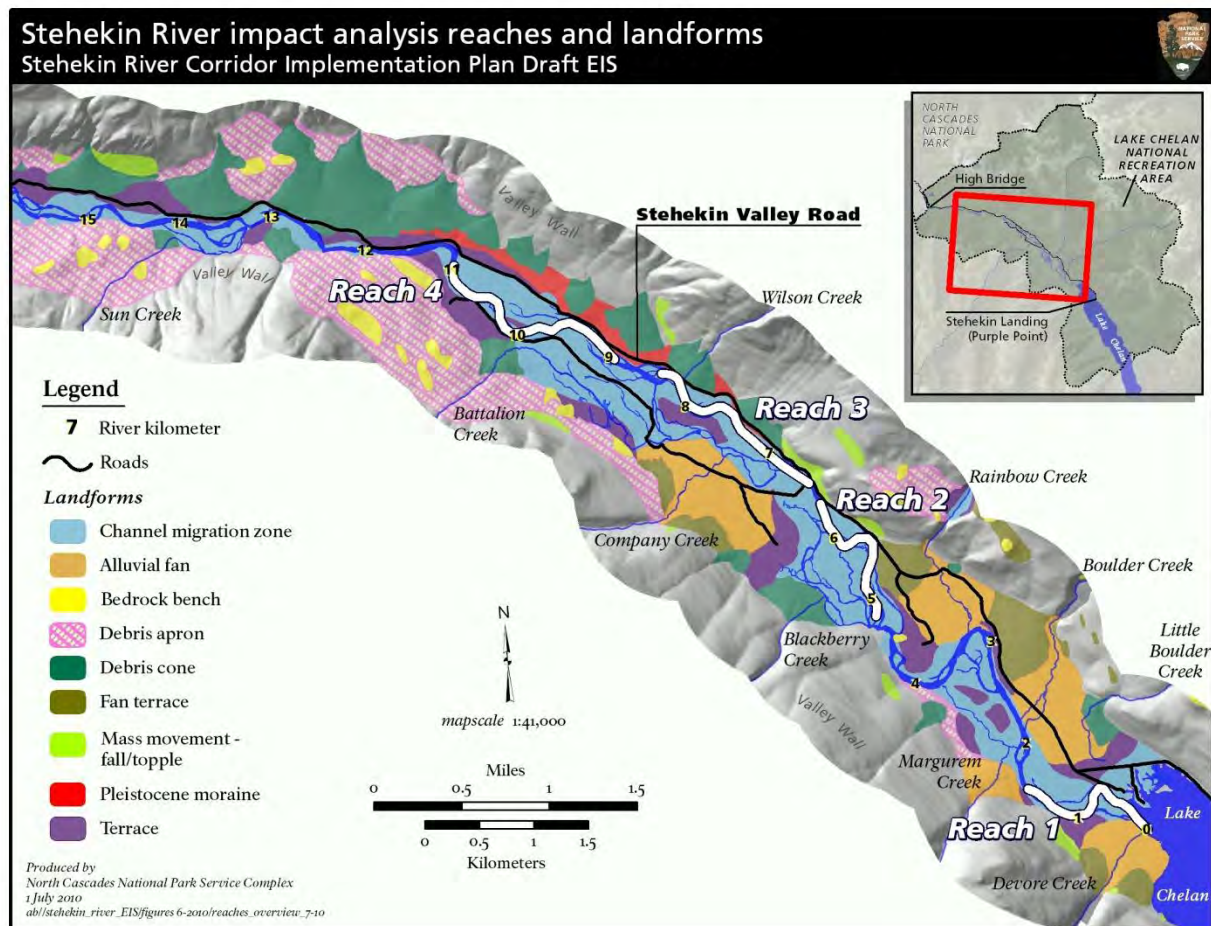 Stehekin River impact analysis reaches and landforms
Stehekin River Corridor Implementation Plan Draft EIS
NATIONAL
PARK
SERVICE
NORTH
CASCADES
NATIONAL
PARK
LAKE CHELAN
NATIONAL
RECREATION
AREA
High Bridge
Stehekin Landing
(Purple Point)
Lake
Chelan
Valley Wall
Stehekin Valley Road
15
14
13
12
11
Valley Wall
Reach 4
Sun Creek
Wilson Creek
10
9
8
Reach 3
7
Battalion
Creek
Reach 2
Rainbow Creek
6
Company Creek
Boulder Creek
5
Blackberry
Creek
3
Little
Boulder
Creek
4
Valley Wall
2
Margurem
Creek
Reach 1
1
0
Lake
Devore Creek
Chelan
Legend
7 River kilometer
Roads
Landforms
Channel migration zone
Alluvial fan
Bedrock bench
Debris apron
Debris cone
Fan terrace
Mass movement -
fall/topple
Pleistocene moraine
Terrace
N
mapscale 1:41,000
Miles
0 0.5 1 1.5
0 0.5 1 1.5
Kilometers
Produced by
North Cascades National Park Service Complex
1 July 2010
ab//stehekin_river_EIS/figures 6-2010/reaches_overview_7-10